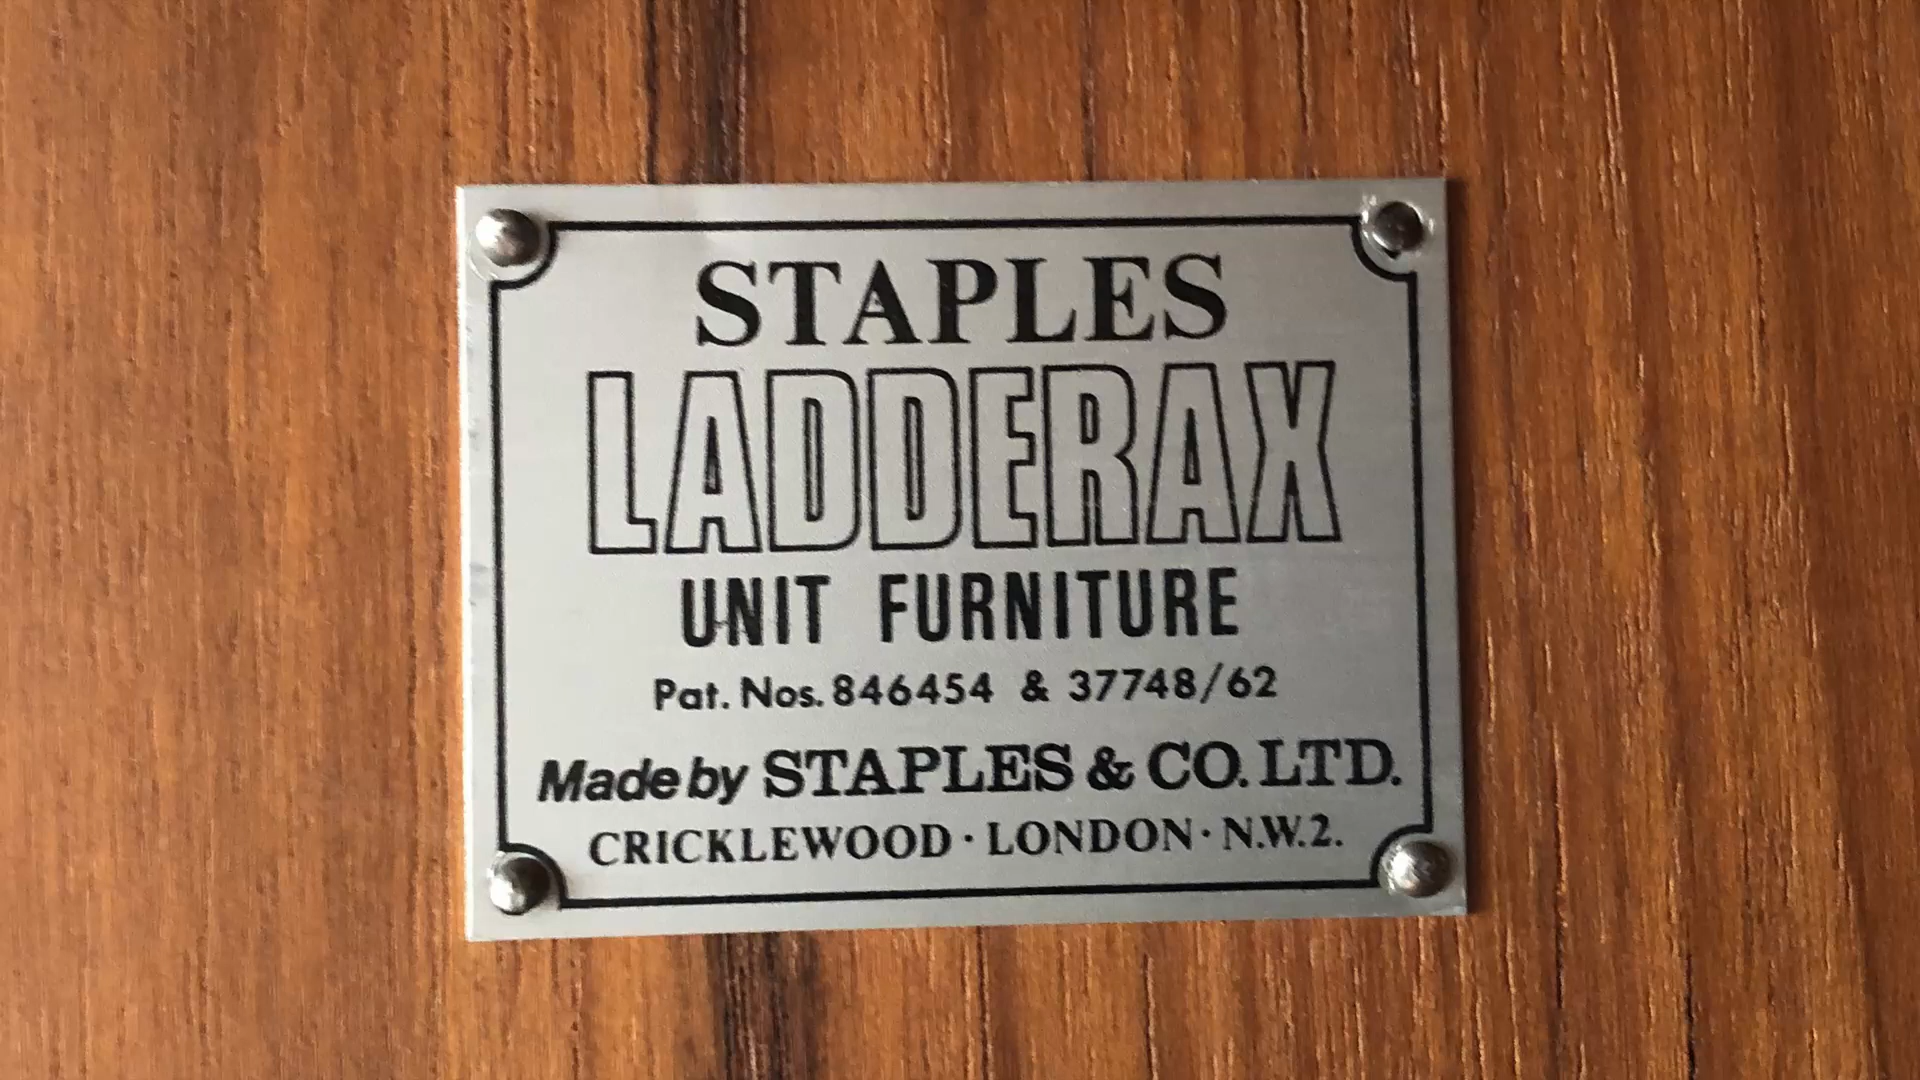 STAPLES
LADDERAX
UNIT FURNITURE
Pat. Nos. 846454 & 37748/62
Made by STAPLES & CO. LTD.
CRICKLEWOOD · LONDON · N.W.2.